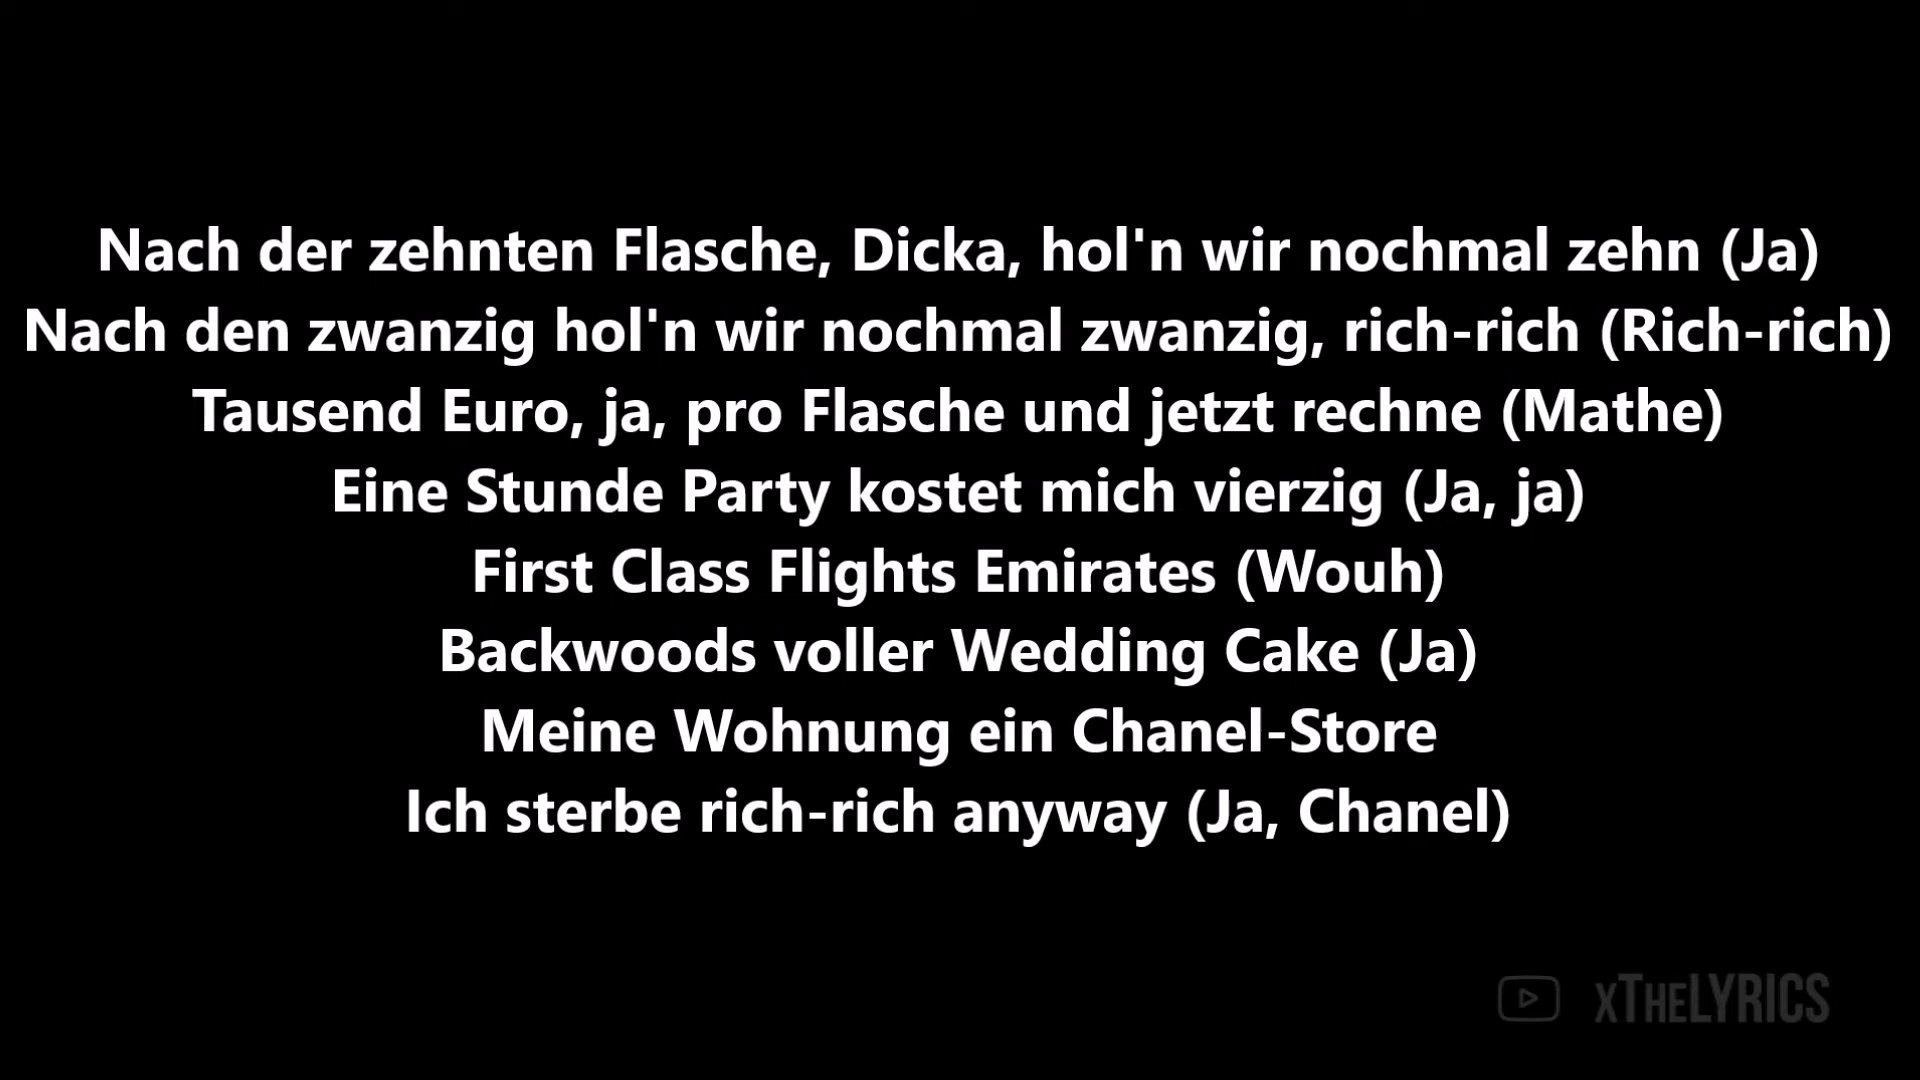 Nach der zehnten Flasche, Dicka, hol'n wir nochmal zehn (Ja)
Nach den zwanzig hol'n wir nochmal zwanzig, rich-rich (Rich-rich)
Tausend Euro, ja, pro Flasche und jetzt rechne (Mathe)
Eine Stunde Party kostet mich vierzig (Ja, ja)
First Class Flights Emirates (Wouh)
Backwoods voller Wedding Cake (Ja)
Meine Wohnung ein Chanel-Store
Ich sterbe rich-rich anyway (Ja, Chanel)
xTheLYRICS